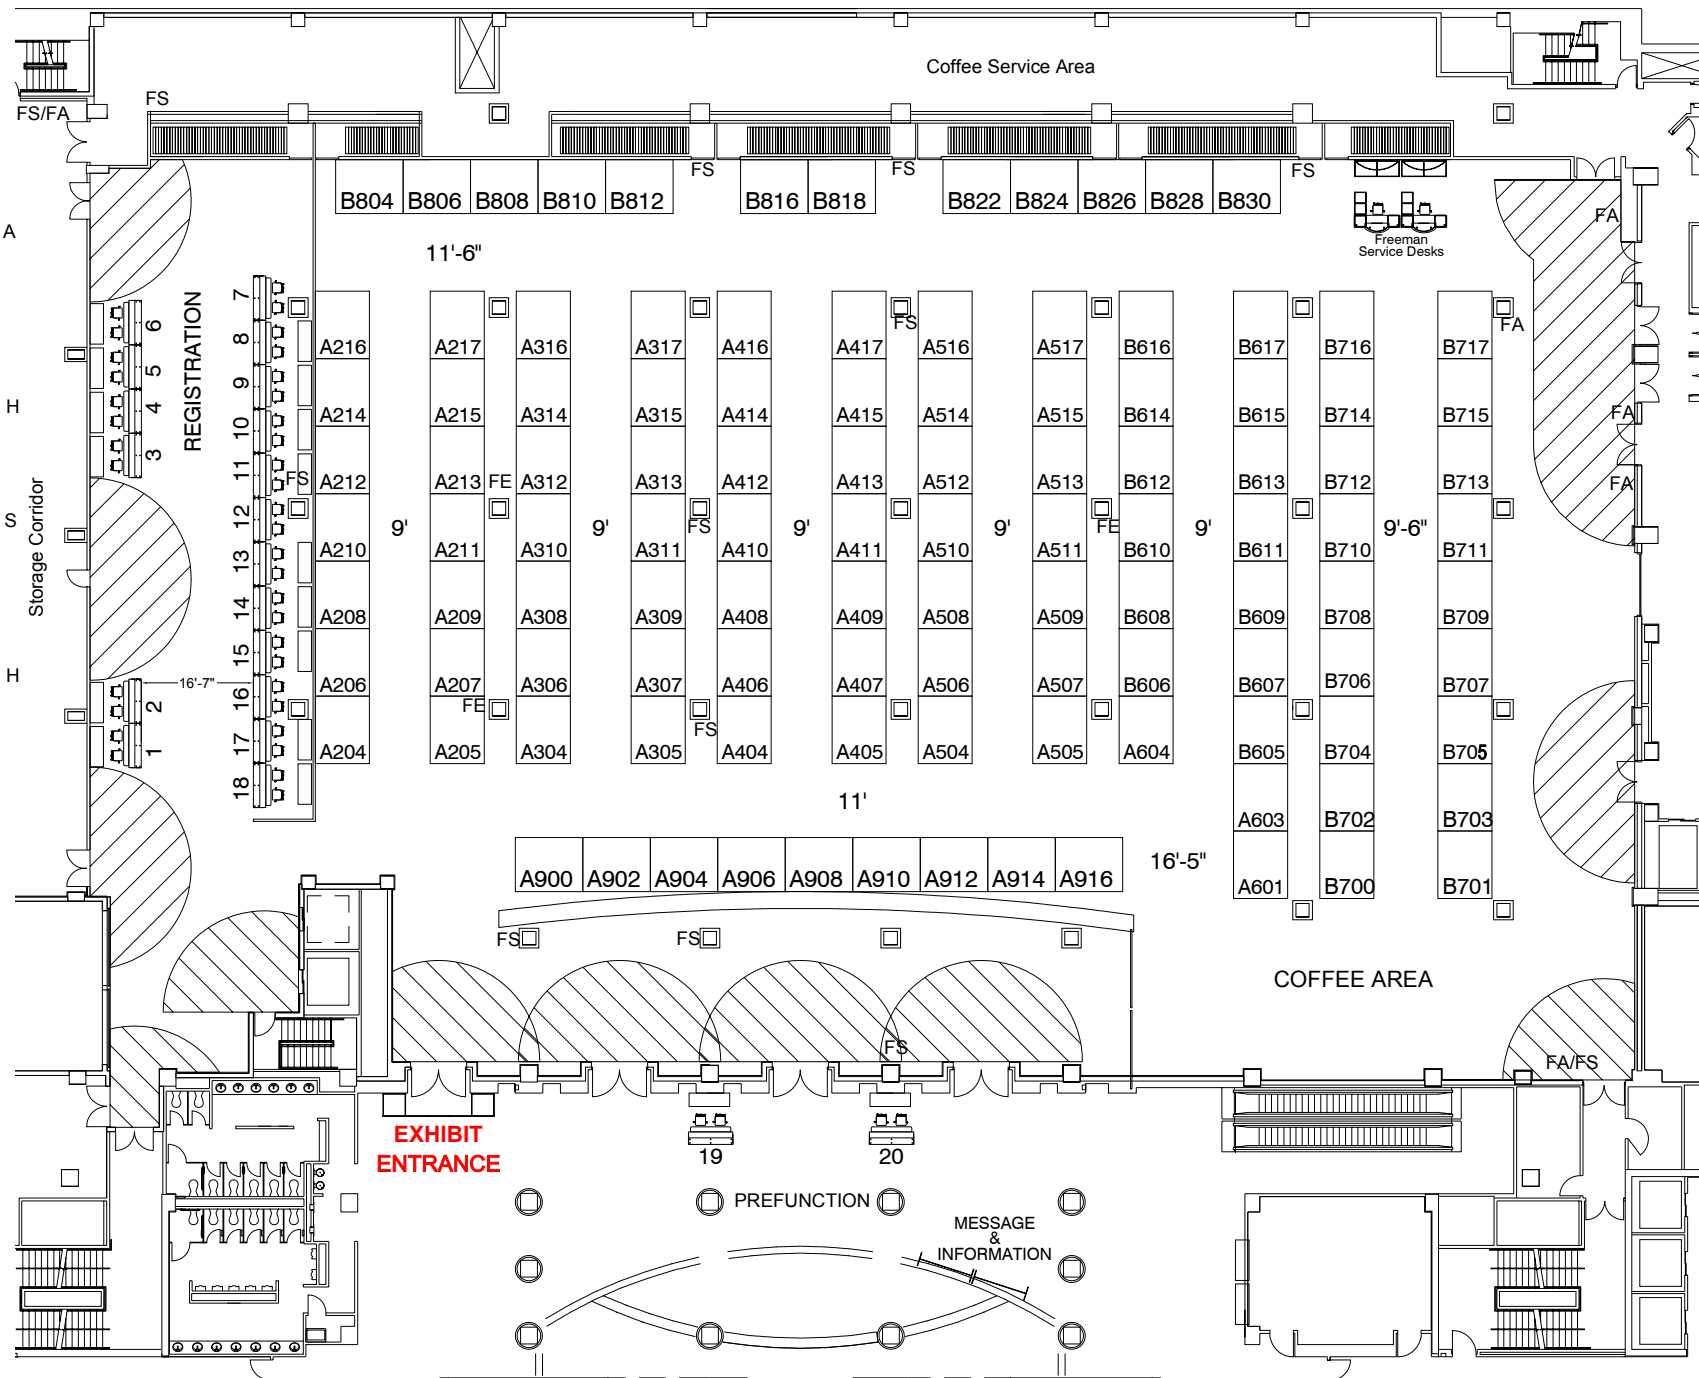 Coffee Service Area
FS
FS/FA
FS
FS
FS
B804 B806 B808 B810 B812 B816 B818 B822 B824 B826 B828 B830
FA
A
Freeman
Service Desks
11'-6"
REGISTRATION
7
6
8
5
9
4
10
3
11
12
13
14
15
16
2
17
1
18
FS
FA
A216 A217 A316 A317 A416 A417 A516 A517 B616 B617 B716 B717
H
FA
A214 A215 A314 A315 A414 A415 A514 A515 B614 B615 B714 B715
FS
FE
FA
A212 A213 A312 A313 A412 A413 A512 A513 B612 B613 B712 B713
S
Storage Corridor
9' 9' 9' 9' 9' 9'-6"
FS
FE
A210 A211 A310 A311 A410 A411 A510 A511 B610 B611 B710 B711
A208 A209 A308 A309 A408 A409 A508 A509 B608 B609 B708 B709
H
16'-7"
A206 A207 A306 A307 A406 A407 A506 A507 B606 B607 B706 B707
FE
FS
A204 A205 A304 A305 A404 A405 A504 A505 A604 B605 B704 B705
11'
A603 B702 B703
16'-5"
A900 A902 A904 A906 A908 A910 A912 A914 A916
A601 B700 B701
FS
FS
COFFEE AREA
FS
FA/FS
EXHIBIT
ENTRANCE
19
20
PREFUNCTION
MESSAGE
&
INFORMATION